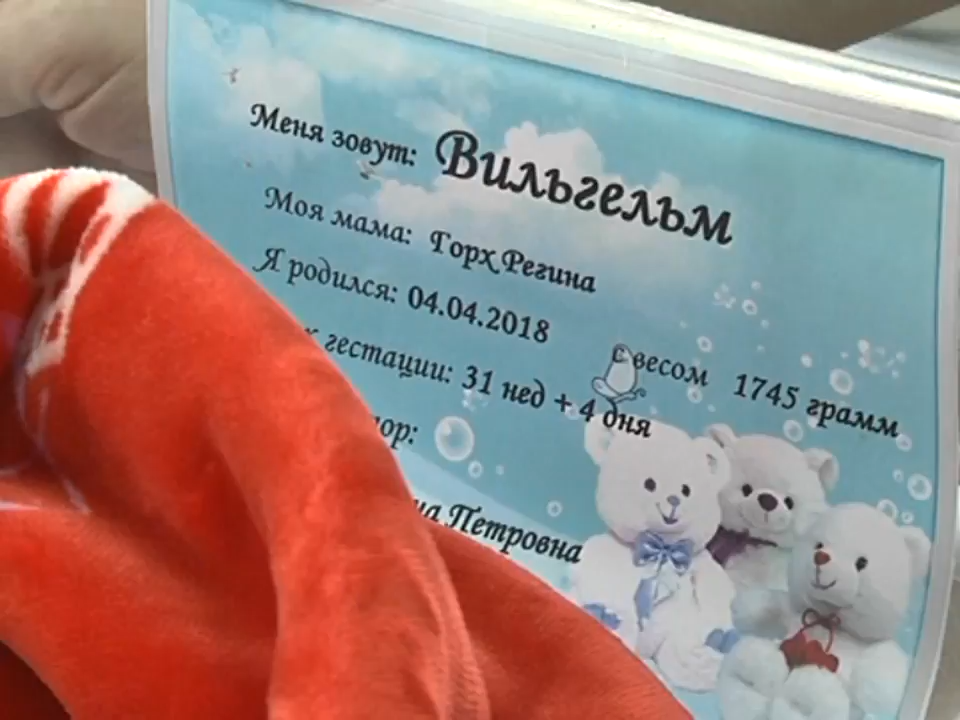 Меня зовут: Вильгельм
Моя мама: Горх Регина
Я родился: 04.04.2018
с весом 1745 грамм
гестации: 31 нед + 4 дня
Петровна